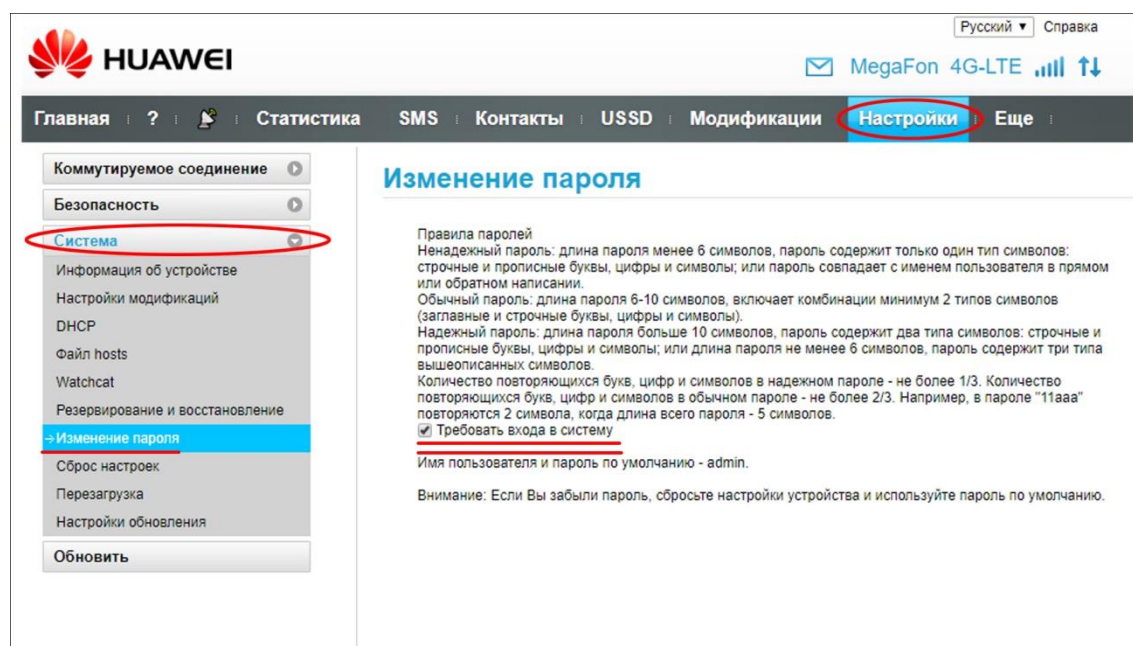 Русский ▼ Справка
HUAWEI
MegaFon 4G-LTE
Главная ? Статистика SMS Контакты USSD Модификации Настройки Еще
Коммутируемое соединение
Безопасность
Система
Информация об устройстве
Настройки модификаций
DHCP
Файл hosts
Watchcat
Резервирование и восстановление
→Изменение пароля
Сброс настроек
Перезагрузка
Настройки обновления
Обновить
Изменение пароля
Правила паролей
Ненадежный пароль: длина пароля менее 6 символов, пароль содержит только один тип символов:
строчные и прописные буквы, цифры и символы; или пароль совпадает с именем пользователя в прямом
или обратном написании.
Обычный пароль: длина пароля 6-10 символов, включает комбинации минимум 2 типов символов
(заглавные и строчные буквы, цифры и символы).
Надежный пароль: длина пароля больше 10 символов, пароль содержит два типа символов: строчные и
прописные буквы, цифры и символы; или длина пароля не менее 6 символов, пароль содержит три типа
вышеописанных символов.
Количество повторяющихся букв, цифр и символов в надежном пароле - не более 1/3. Количество
повторяющихся букв, цифр и символов в обычном пароле - не более 2/3. Например, в пароле "11aaa"
повторяются 2 символа, когда длина всего пароля - 5 символов.
Требовать входа в систему
Имя пользователя и пароль по умолчанию - admin.
Внимание: Если Вы забыли пароль, сбросьте настройки устройства и используйте пароль по умолчанию.